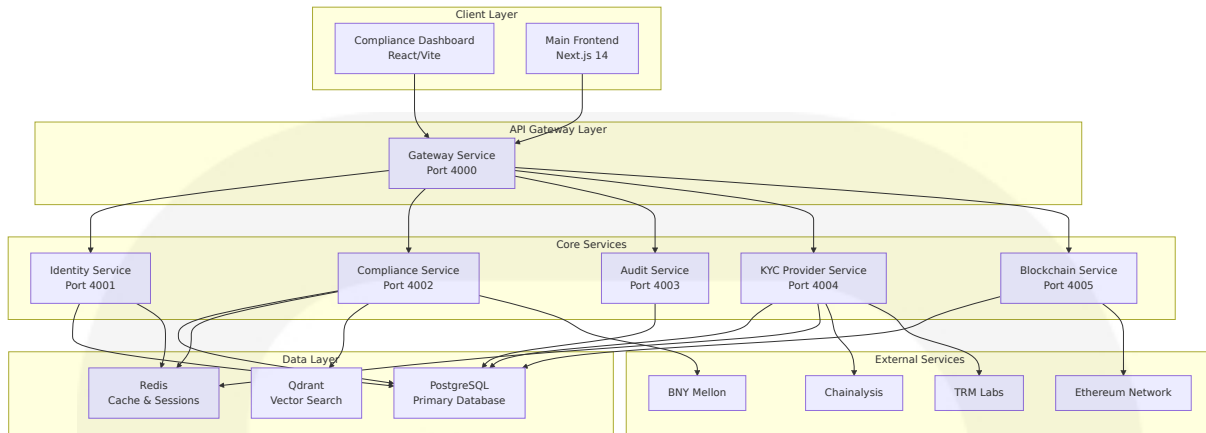 Client Layer
Compliance Dashboard
React/Vite
Main Frontend
Next.js 14
API Gateway Layer
Gateway Service
Port 4000
Core Services
Identity Service
Port 4001
Compliance Service
Port 4002
Audit Service
Port 4003
KYC Provider Service
Port 4004
Blockchain Service
Port 4005
Data Layer
Redis
Cache & Sessions
Qdrant
Vector Search
PostgreSQL
Primary Database
External Services
BNY Mellon
Chainalysis
TRM Labs
Ethereum Network